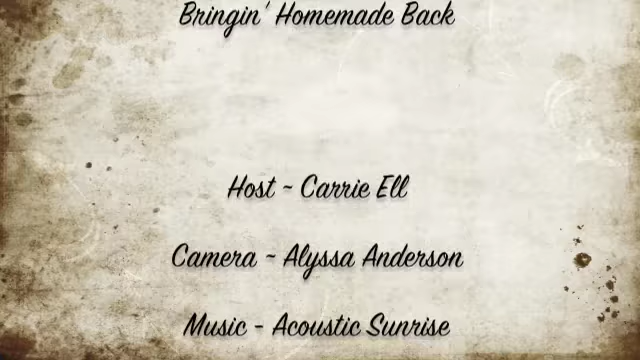 Bringin' Homemade Back
Host ~ Carrie Ell
Camera ~ Alyssa Anderson
Music - Acoustic Sunrise